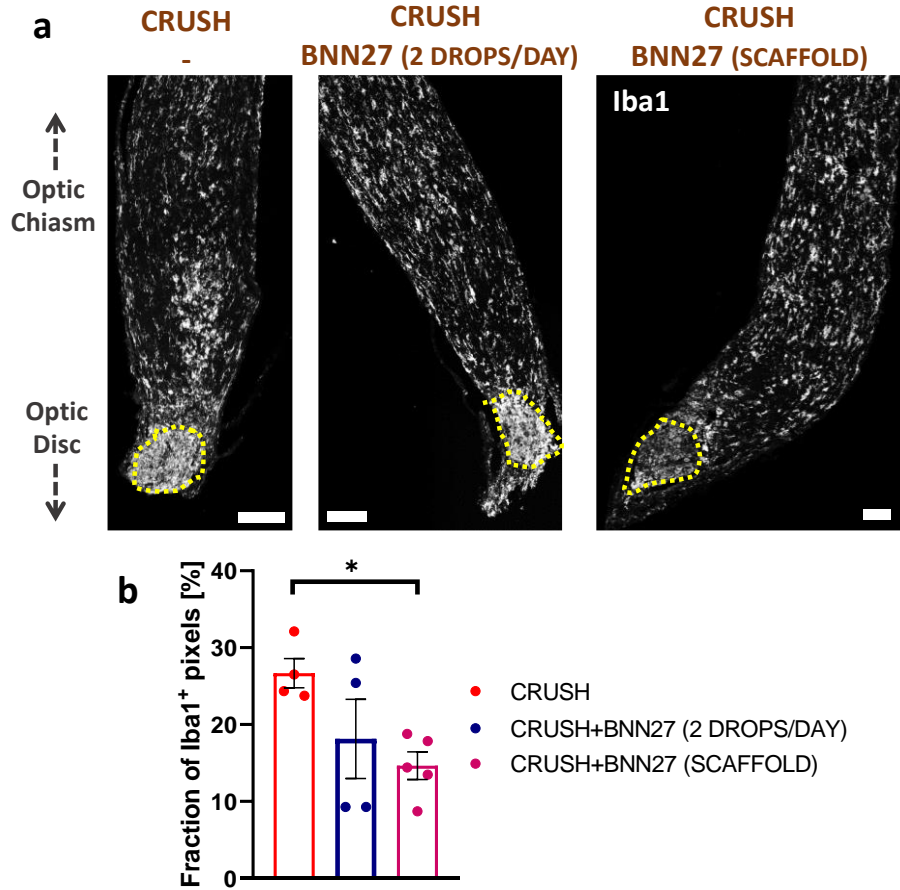 a
CRUSH
-
CRUSH
BNN27 (2 DROPS/DAY)
CRUSH
BNN27 (SCAFFOLD)
Iba1
Optic
Chiasm
Optic
Disc
b
Fraction of Iba1⁺ pixels [%]
40
30
20
10
0
*
CRUSH
CRUSH+BNN27 (2 DROPS/DAY)
CRUSH+BNN27 (SCAFFOLD)